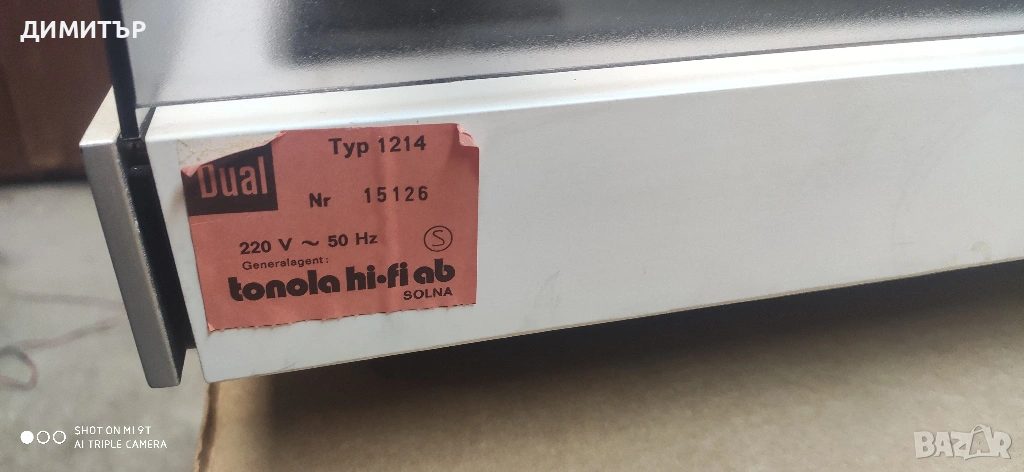 ДИМИТЪР
Dual
Typ 1214
Nr 15126
220 V ~ 50 Hz
S
Generalagent:
tonola hi-fi ab
SOLNA
SHOT ON MI 9T
AI TRIPLE CAMERA
BAZAR